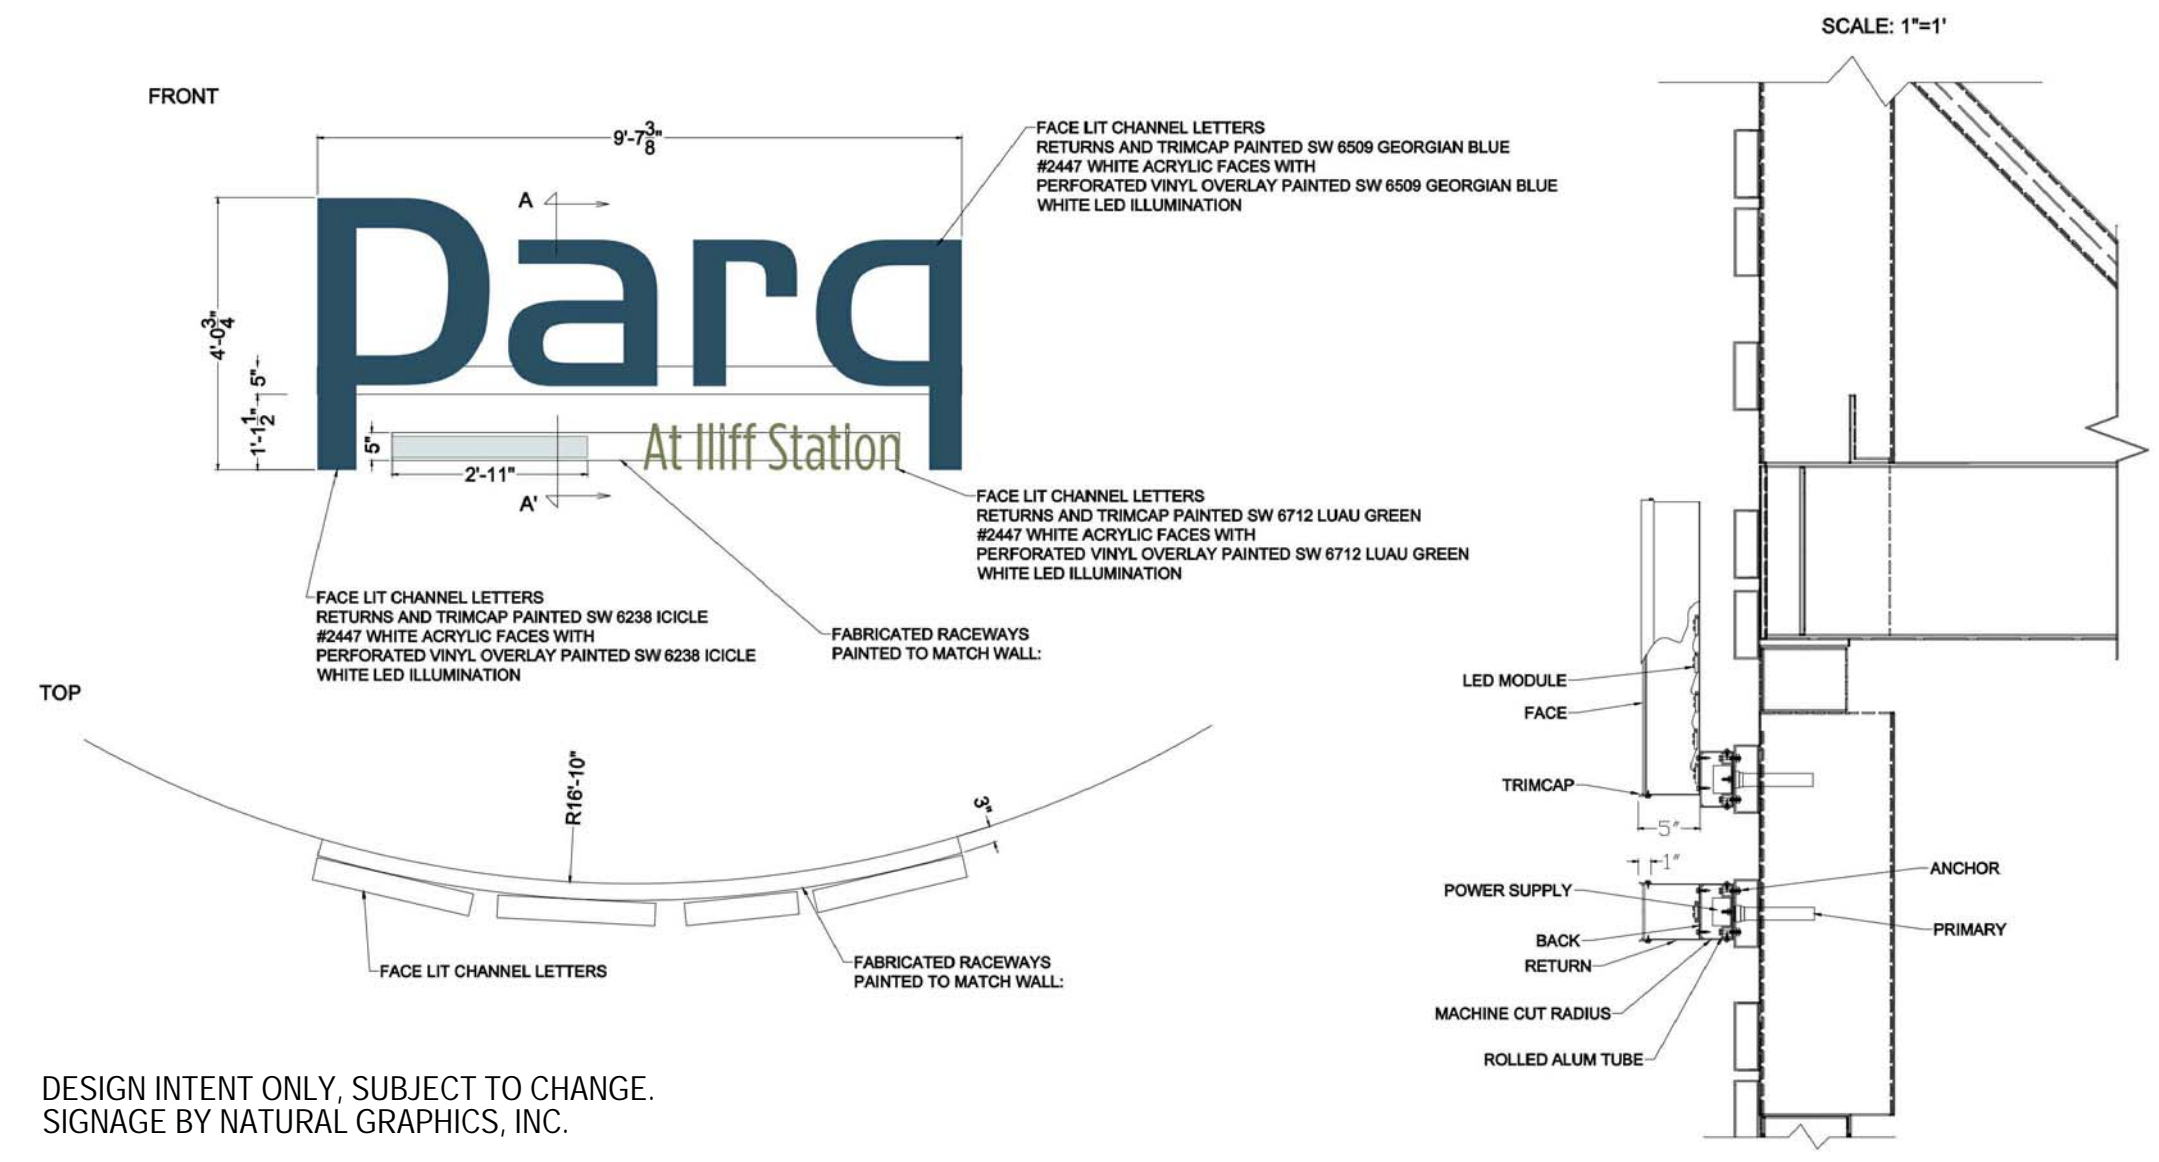 SCALE: 1"=1'
FRONT
9'-7 3/8"
FACE LIT CHANNEL LETTERS
RETURNS AND TRIMCAP PAINTED SW 6509 GEORGIAN BLUE
#2447 WHITE ACRYLIC FACES WITH
PERFORATED VINYL OVERLAY PAINTED SW 6509 GEORGIAN BLUE
WHITE LED ILLUMINATION
A
parq
4'-0 3/4"
5"
1'-1 1/2"
5"
2'-11"
At Iliff Station
A'
FACE LIT CHANNEL LETTERS
RETURNS AND TRIMCAP PAINTED SW 6712 LUAU GREEN
#2447 WHITE ACRYLIC FACES WITH
PERFORATED VINYL OVERLAY PAINTED SW 6712 LUAU GREEN
WHITE LED ILLUMINATION
FACE LIT CHANNEL LETTERS
RETURNS AND TRIMCAP PAINTED SW 6238 ICICLE
#2447 WHITE ACRYLIC FACES WITH
PERFORATED VINYL OVERLAY PAINTED SW 6238 ICICLE
WHITE LED ILLUMINATION
FABRICATED RACEWAYS
PAINTED TO MATCH WALL:
TOP
R16'-10"
3"
FACE LIT CHANNEL LETTERS
FABRICATED RACEWAYS
PAINTED TO MATCH WALL:
LED MODULE
FACE
TRIMCAP
5"
1"
POWER SUPPLY
BACK
RETURN
MACHINE CUT RADIUS
ROLLED ALUM TUBE
ANCHOR
PRIMARY
DESIGN INTENT ONLY, SUBJECT TO CHANGE.
SIGNAGE BY NATURAL GRAPHICS, INC.